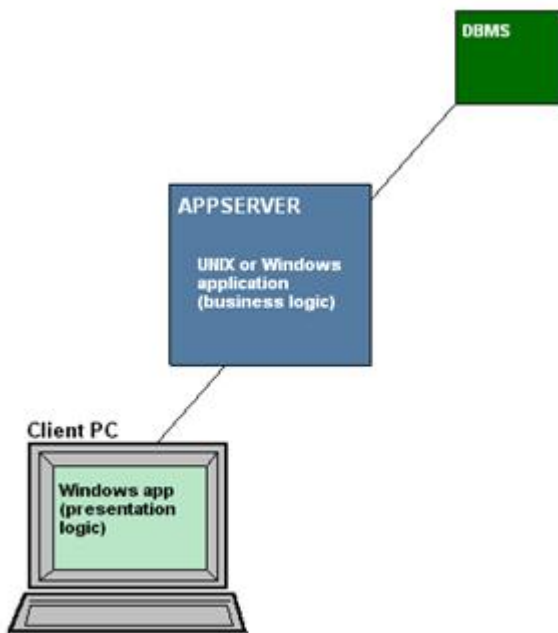 DBMS
APPSERVER
UNIX or Windows
application
(business logic)
Client PC
Windows app
(presentation
logic)